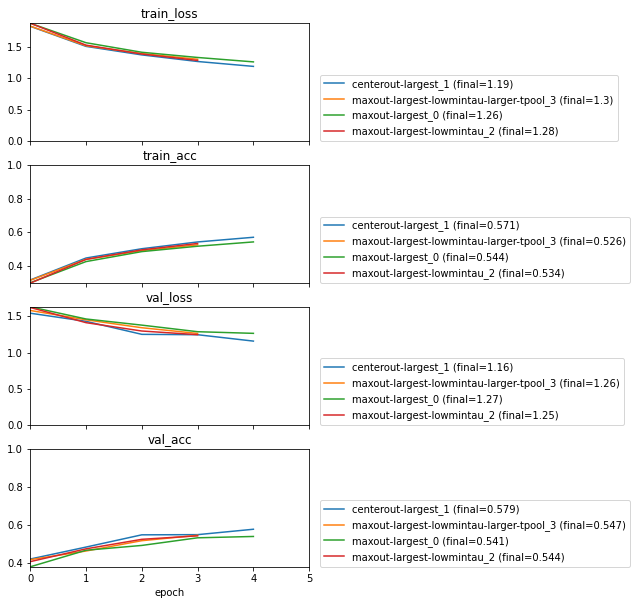 train_loss
1.5
1.0
0.5
0.0
centerout-largest_1 (final=1.19)
maxout-largest-lowmintau-larger-tpool_3 (final=1.3)
maxout-largest_0 (final=1.26)
maxout-largest-lowmintau_2 (final=1.28)
train_acc
1.0
0.8
0.6
0.4
centerout-largest_1 (final=0.571)
maxout-largest-lowmintau-larger-tpool_3 (final=0.526)
maxout-largest_0 (final=0.544)
maxout-largest-lowmintau_2 (final=0.534)
val_loss
1.5
1.0
0.5
0.0
centerout-largest_1 (final=1.16)
maxout-largest-lowmintau-larger-tpool_3 (final=1.26)
maxout-largest_0 (final=1.27)
maxout-largest-lowmintau_2 (final=1.25)
val_acc
1.0
0.8
0.6
0.4
centerout-largest_1 (final=0.579)
maxout-largest-lowmintau-larger-tpool_3 (final=0.547)
maxout-largest_0 (final=0.541)
maxout-largest-lowmintau_2 (final=0.544)
0 1 2 3 4 5
epoch